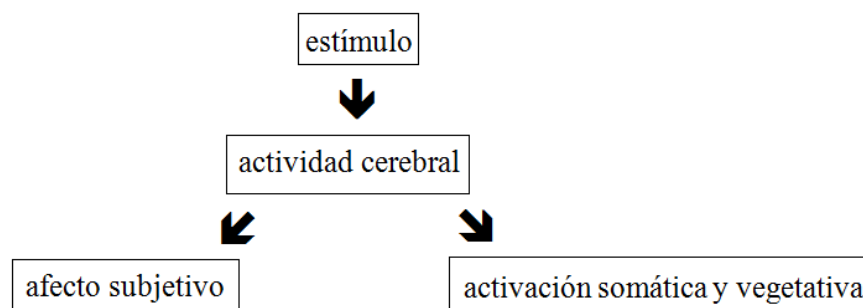 estímulo
actividad cerebral
afecto subjetivo
activación somática y vegetativa